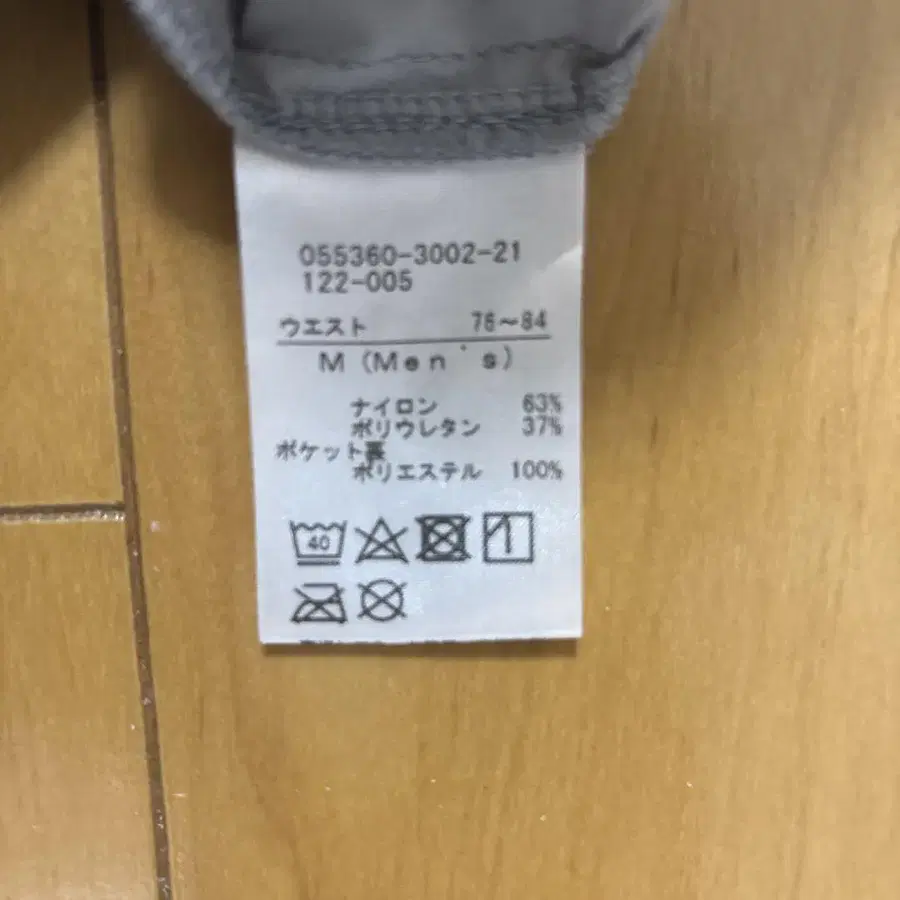 055360-3002-21
122-005
ウエスト 76~84
M (Men's)
ナイロン 63%
ポリウレタン 37%
ポケット裏
ポリエステル 100%
40